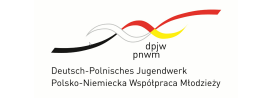 dpjw
pnwm
Deutsch-Polnisches Jugendwerk
Polsko-Niemiecka Współpraca Młodzieży